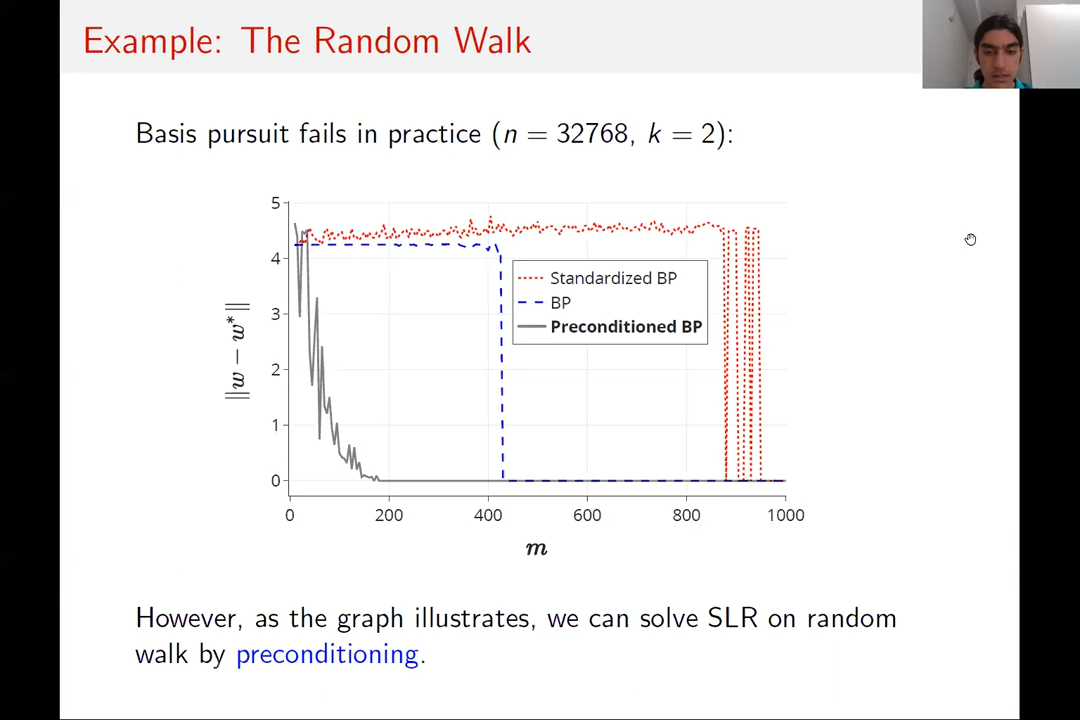 Example: The Random Walk
Basis pursuit fails in practice (n = 32768, k = 2):
5
4
3
2
1
0
||w − w*||
Standardized BP
BP
Preconditioned BP
0 200 400 600 800 1000
m
However, as the graph illustrates, we can solve SLR on random
walk by preconditioning.